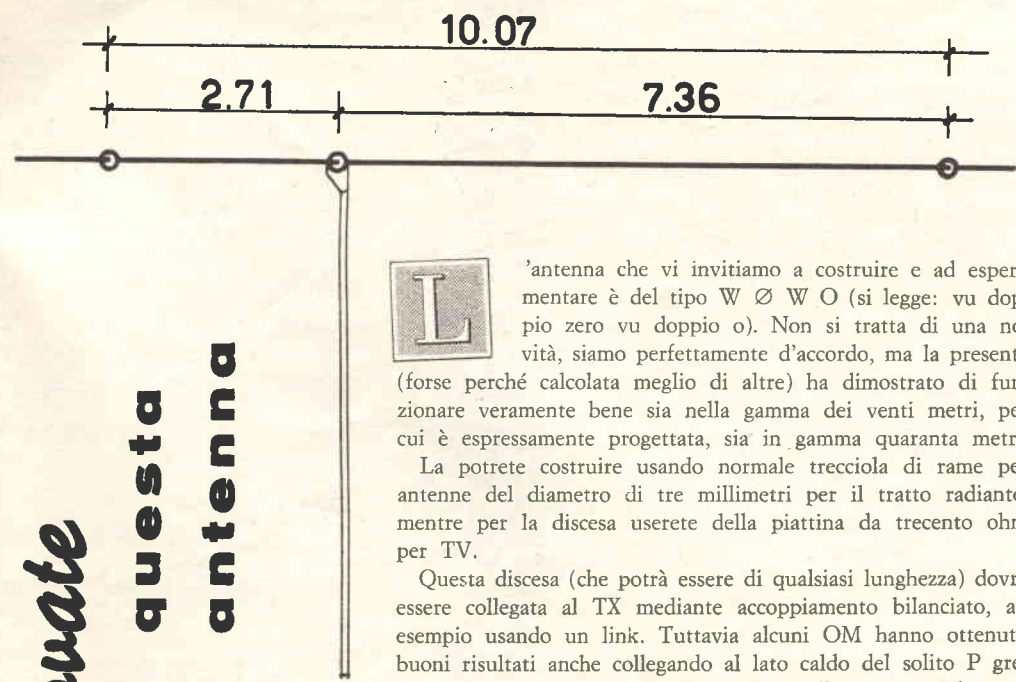 10.07
2.71
7.36
questa
antenna
L'antenna che vi invitiamo a costruire e ad esper
mentare è del tipo W Ø W O (si legge: vu dop
pio zero vu doppio o). Non si tratta di una no
vità, siamo perfettamente d'accordo, ma la present
(forse perché calcolata meglio di altre) ha dimostrato di fun
zionare veramente bene sia nella gamma dei venti metri, pe
cui è espressamente progettata, sia in gamma quaranta metr
La potrete costruire usando normale trecciola di rame pe
antenne del diametro di tre millimetri per il tratto radiante
mentre per la discesa userete della piattina da trecento ohm
per TV.
Questa discesa (che potrà essere di qualsiasi lunghezza) dovr
essere collegata al TX mediante accoppiamento bilanciato, a
esempio usando un link. Tuttavia alcuni OM hanno ottenut
buoni risultati anche collegando al lato caldo del solito P gre